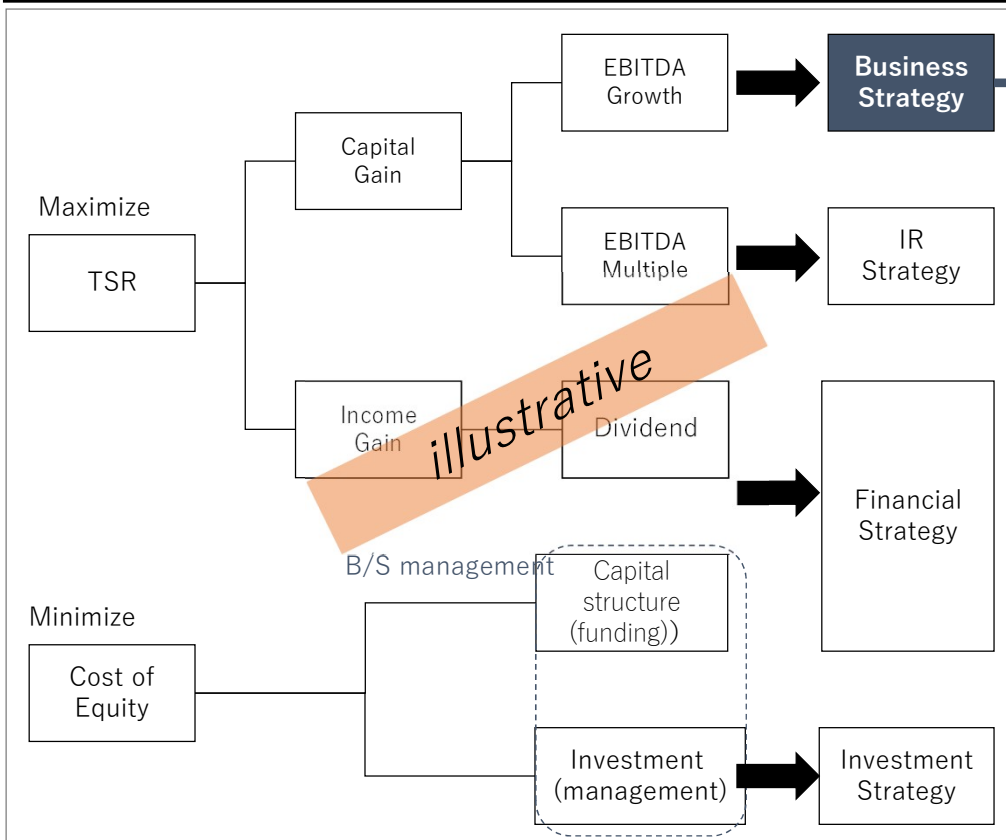 EBITDA
Growth
Business
Strategy
Capital
Gain
Maximize
TSR
EBITDA
Multiple
IR
Strategy
Income
Gain
illustrative
Dividend
Financial
Strategy
B/S management
Capital
structure
(funding))
Minimize
Cost of
Equity
Investment
(management)
Investment
Strategy